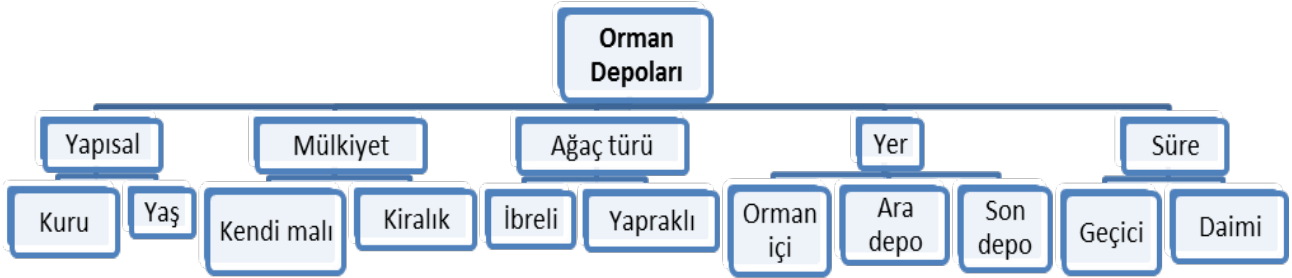 Orman
Depoları
Yapısal
Mülkiyet
Ağaç türü
Yer
Süre
Kuru
Yaş
Kendi malı
Kiralık
İbreli
Yapraklı
Orman
içi
Ara
depo
Son
depo
Geçici
Daimi